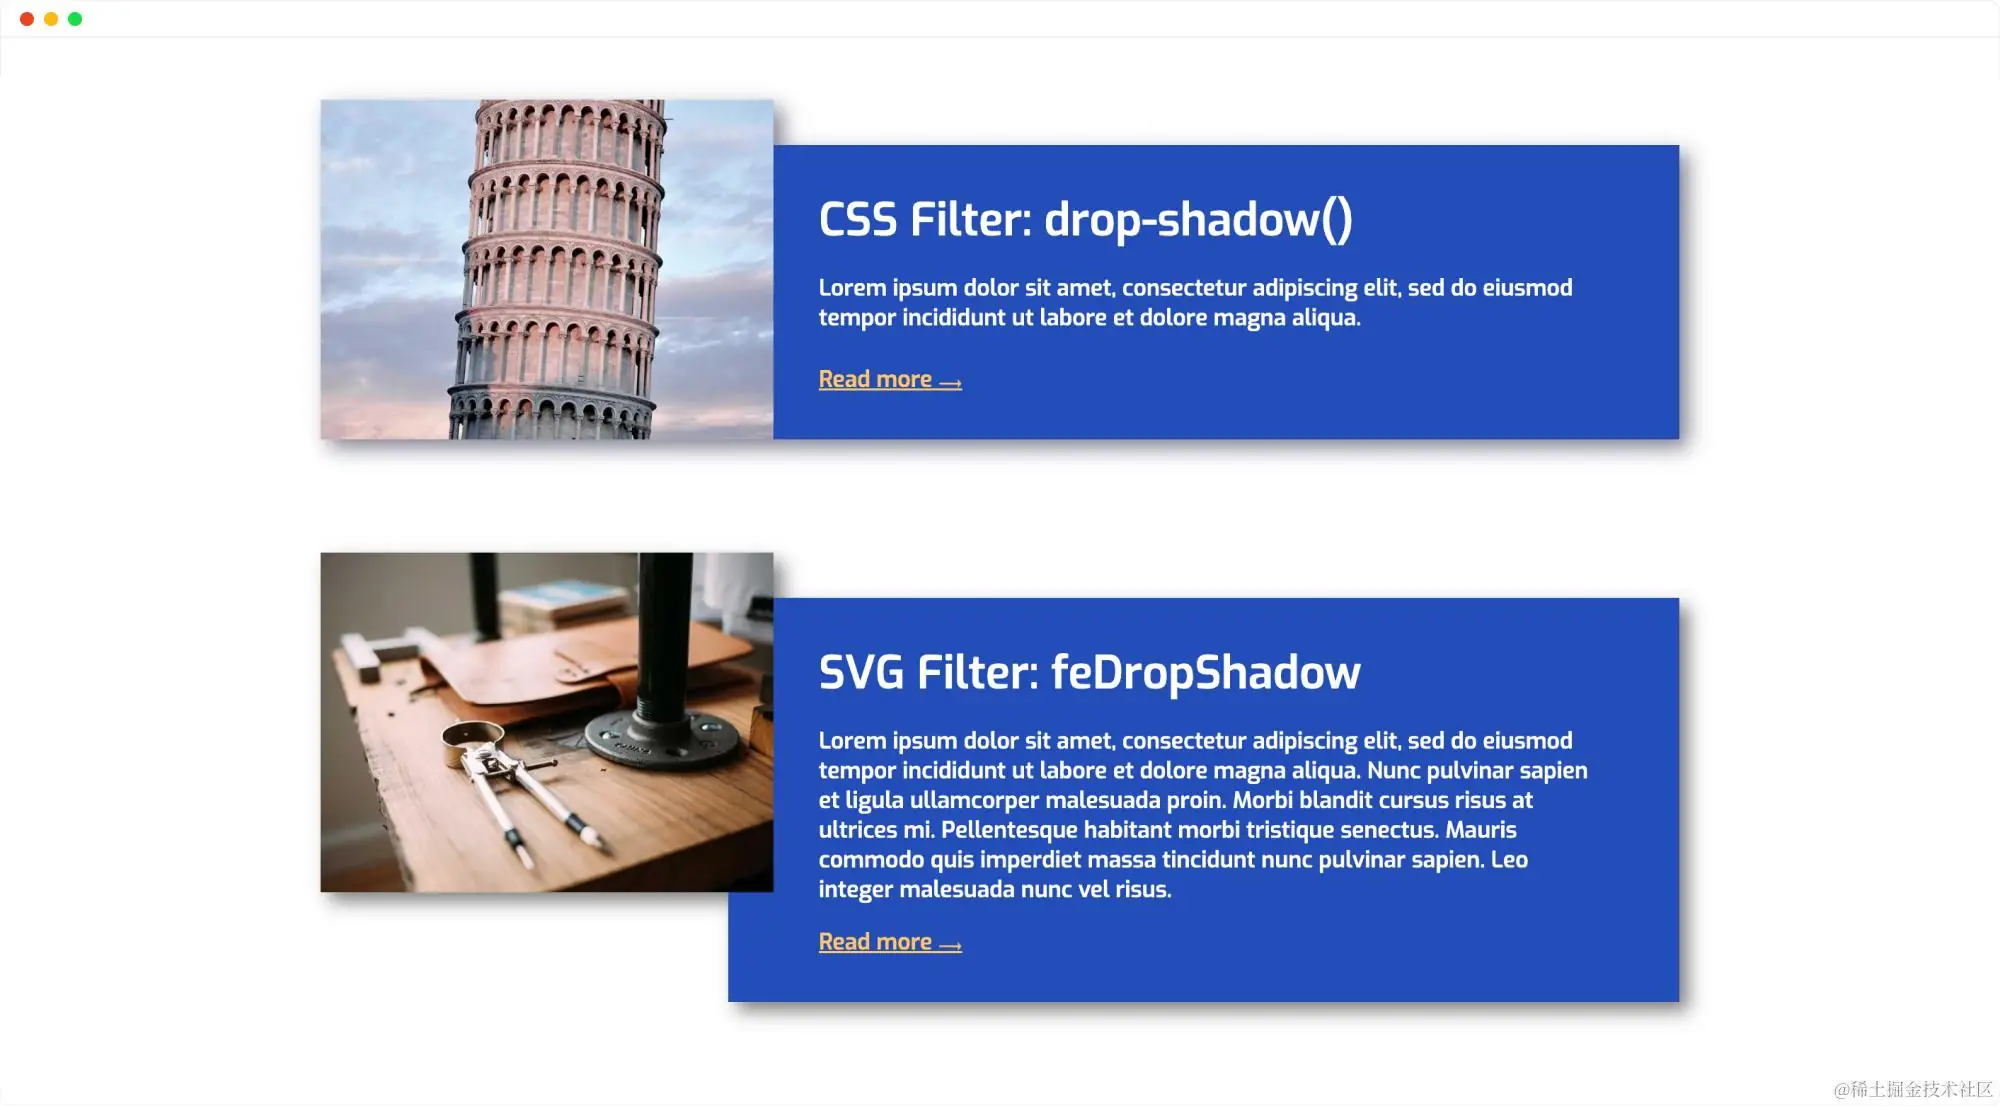 CSS Filter: drop-shadow()
Lorem ipsum dolor sit amet, consectetur adipiscing elit, sed do eiusmod
tempor incididunt ut labore et dolore magna aliqua.
Read more →
SVG Filter: feDropShadow
Lorem ipsum dolor sit amet, consectetur adipiscing elit, sed do eiusmod
tempor incididunt ut labore et dolore magna aliqua. Nunc pulvinar sapien
et ligula ullamcorper malesuada proin. Morbi blandit cursus risus at
ultrices mi. Pellentesque habitant morbi tristique senectus. Mauris
commodo quis imperdiet massa tincidunt nunc pulvinar sapien. Leo
integer malesuada nunc vel risus.
Read more →
@稀土掘金技术社区